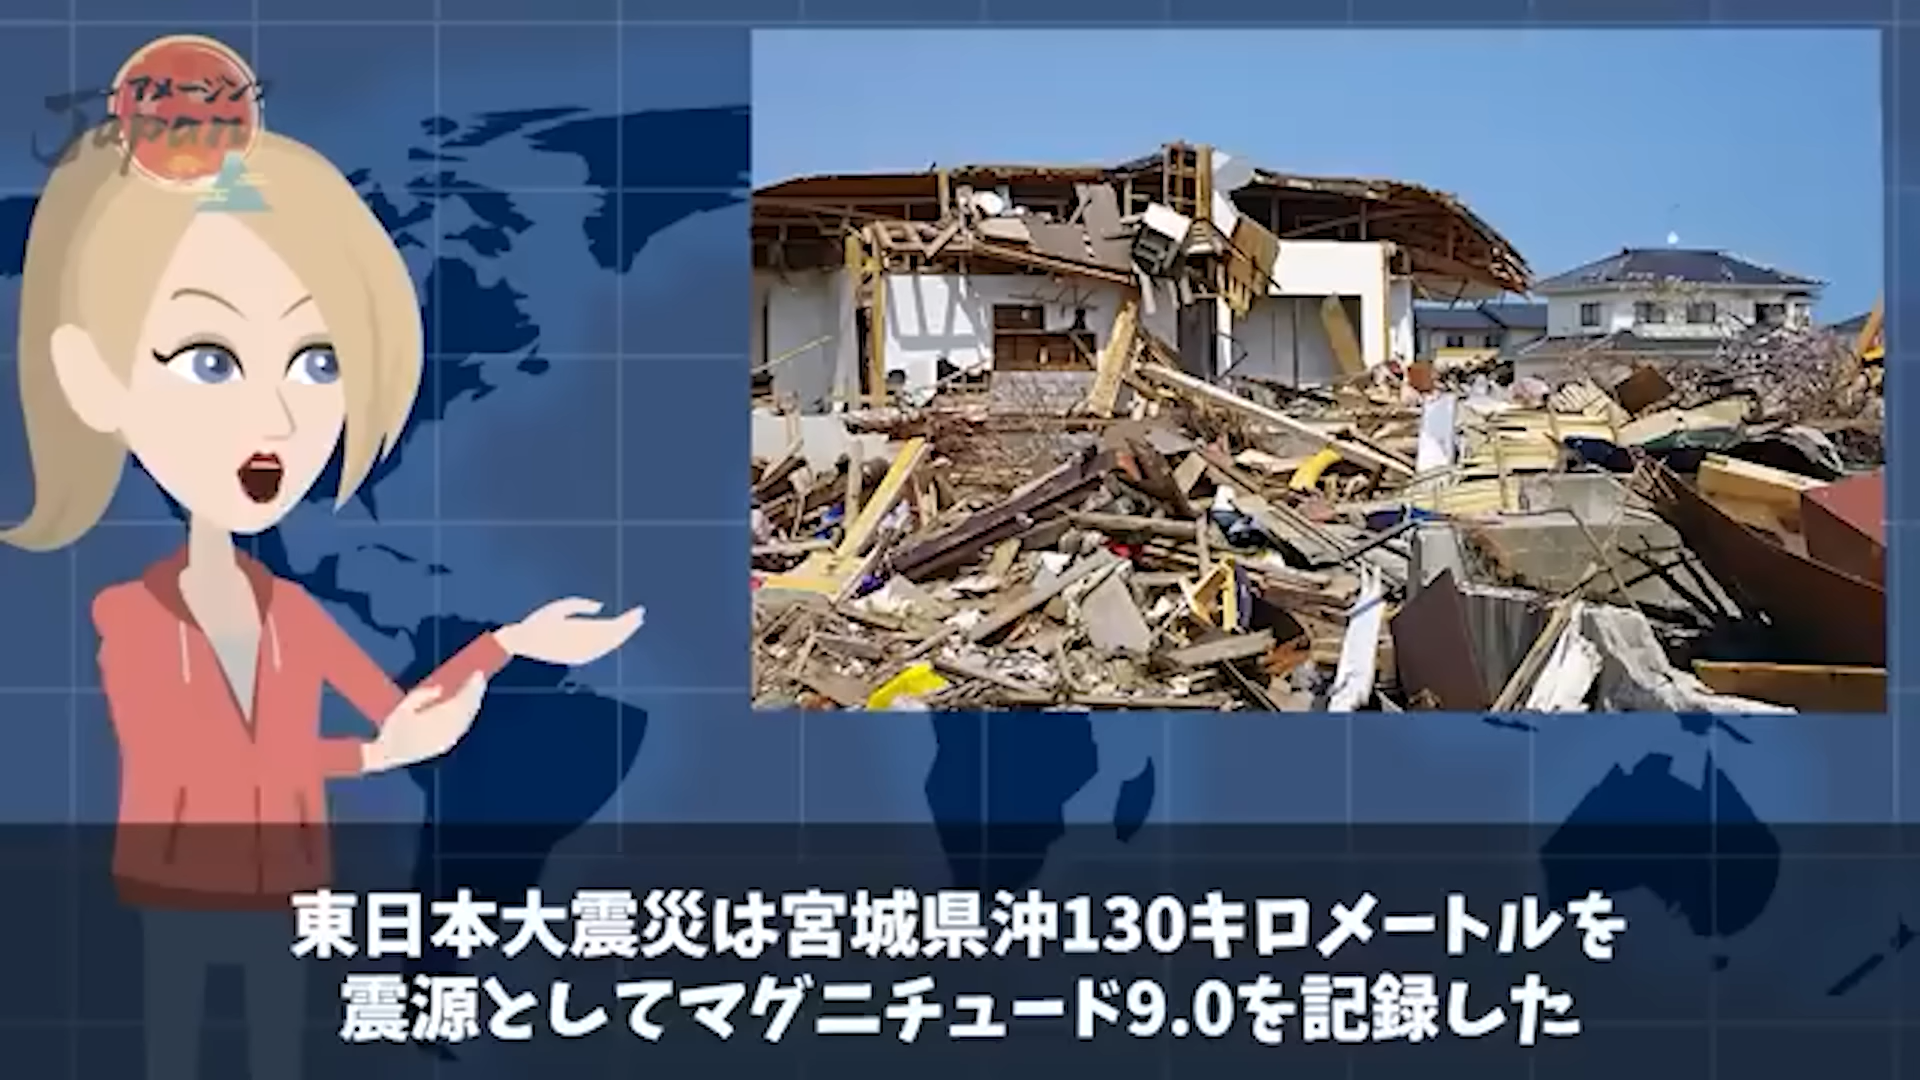 アメージング
Japan
東日本大震災は宮城県沖130キロメートルを
震源としてマグニチュード9.0を記録した